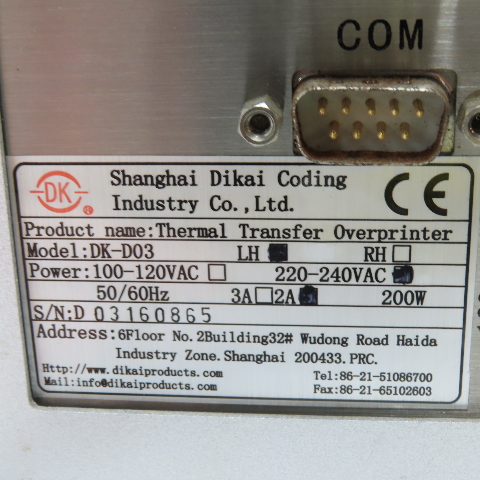 COM
DK
Shanghai Dikai Coding
Industry Co.,Ltd.
CE
Product name:Thermal Transfer Overprinter
Model:DK-D03 LH RH
Power:100-120VAC 220-240VAC
50/60Hz 3A 2A 200W
S/N:D 03160865
Address:6Floor No.2Building32# Wudong Road Haida
Industry Zone.Shanghai 200433.PRC.
Http://www.dikaiproducts.com
Tel:86-21-51086700
Mail:info@dikaiproducts.com
Fax:86-21-65102603